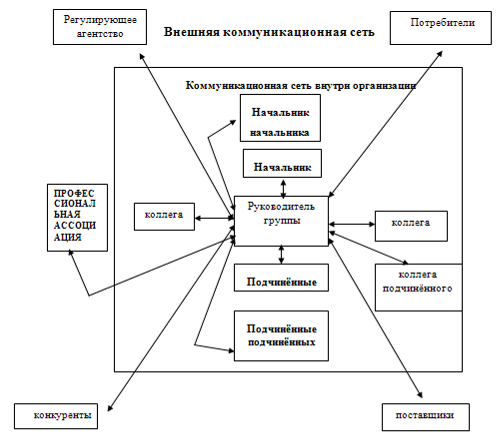 Регулирующее
агентство
Внешняя коммуникационная сеть
Потребители
Коммуникационная сеть внутри организации
Начальник
начальника
Начальник
ПРОФЕС
СИОНАЛ
ЬНАЯ
АССОЦИ
АЦИЯ
коллега
Руководитель
группы
коллега
коллега
подчинённого
Подчинённые
Подчинённые
подчинённых
конкуренты
поставщики